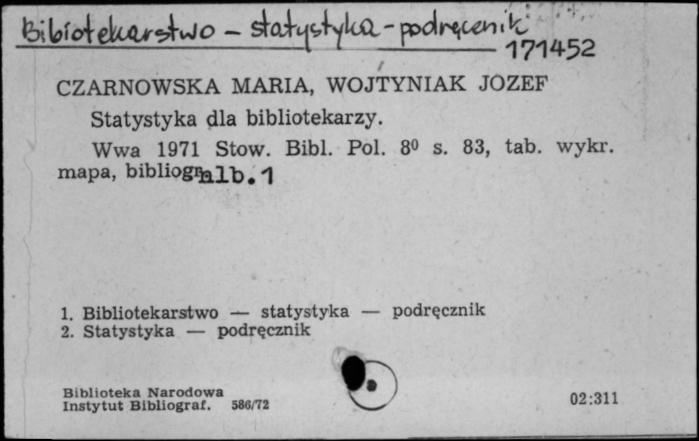 Bibliotekarstwo – statystyka – podręcznik
171452
CZARNOWSKA MARIA, WOJTYNIAK JOZEF
Statystyka dla bibliotekarzy.
Wwa 1971 Stow. Bibl. Pol. 8⁰ s. 83, tab. wykr.
mapa, bibliogr alb.1
1. Bibliotekarstwo — statystyka — podręcznik
2. Statystyka — podręcznik
Biblioteka Narodowa
Instytut Bibliograf. 586/72
02:311